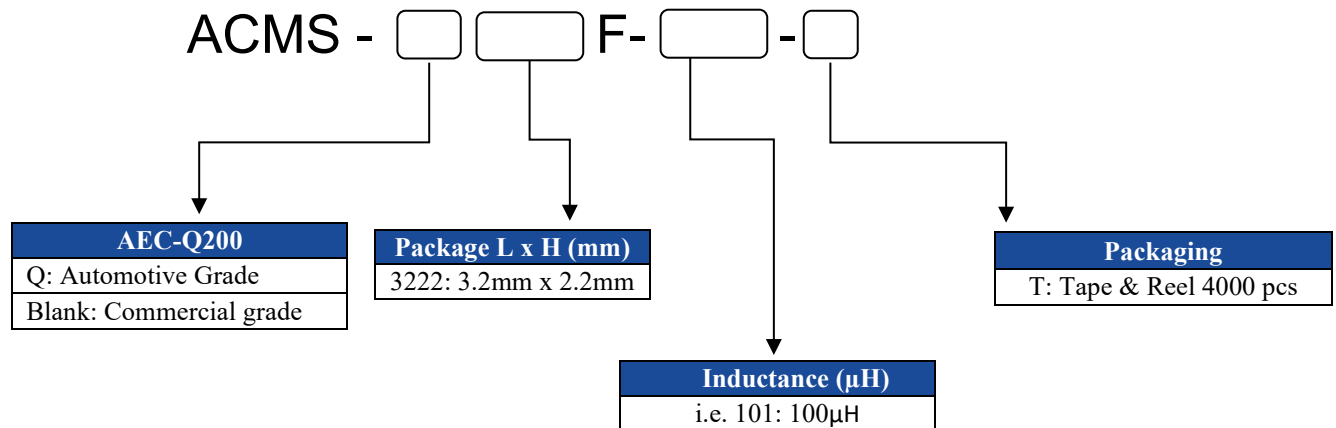 ACMS - F- -
AEC-Q200
Q: Automotive Grade
Blank: Commercial grade
Package L x H (mm)
3222: 3.2mm x 2.2mm
Inductance (µH)
i.e. 101: 100µH
Packaging
T: Tape & Reel 4000 pcs